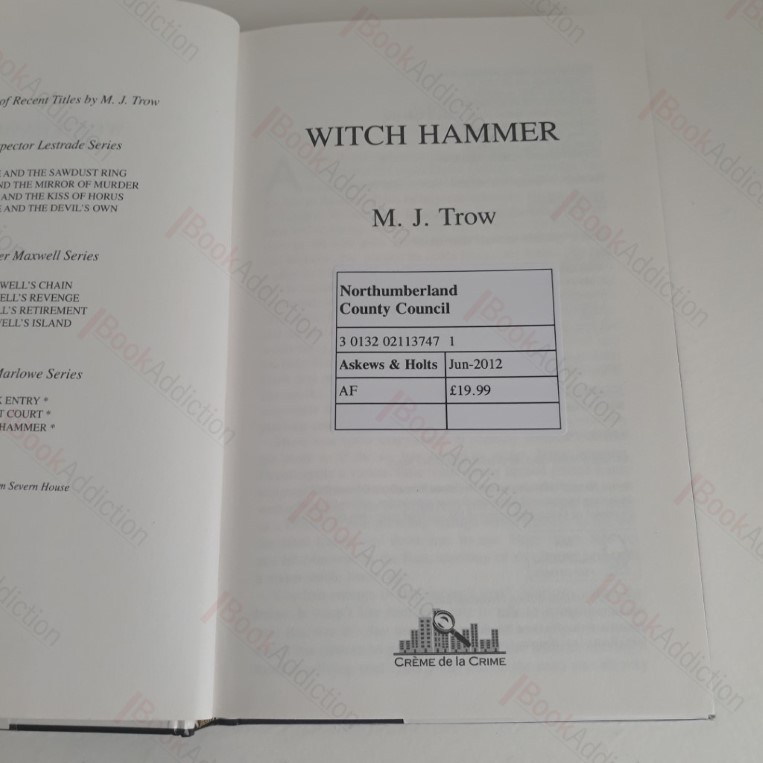 of Recent Titles by M. J. Trow
pector Lestrade Series
AND THE SAWDUST RING
ND THE MIRROR OF MURDER
AND THE KISS OF HORUS
AND THE DEVIL'S OWN
er Maxwell Series
WELL'S CHAIN
ELL'S REVENGE
LL'S RETIREMENT
ELL'S ISLAND
Marlowe Series
ENTRY *
T COURT *
HAMMER *
m Severn House
WITCH HAMMER
M. J. Trow
Northumberland
County Council
3 0132 02113747 1
Askews & Holts Jun-2012
AF £19.99
CRÈME de la CRIME
BookAddiction